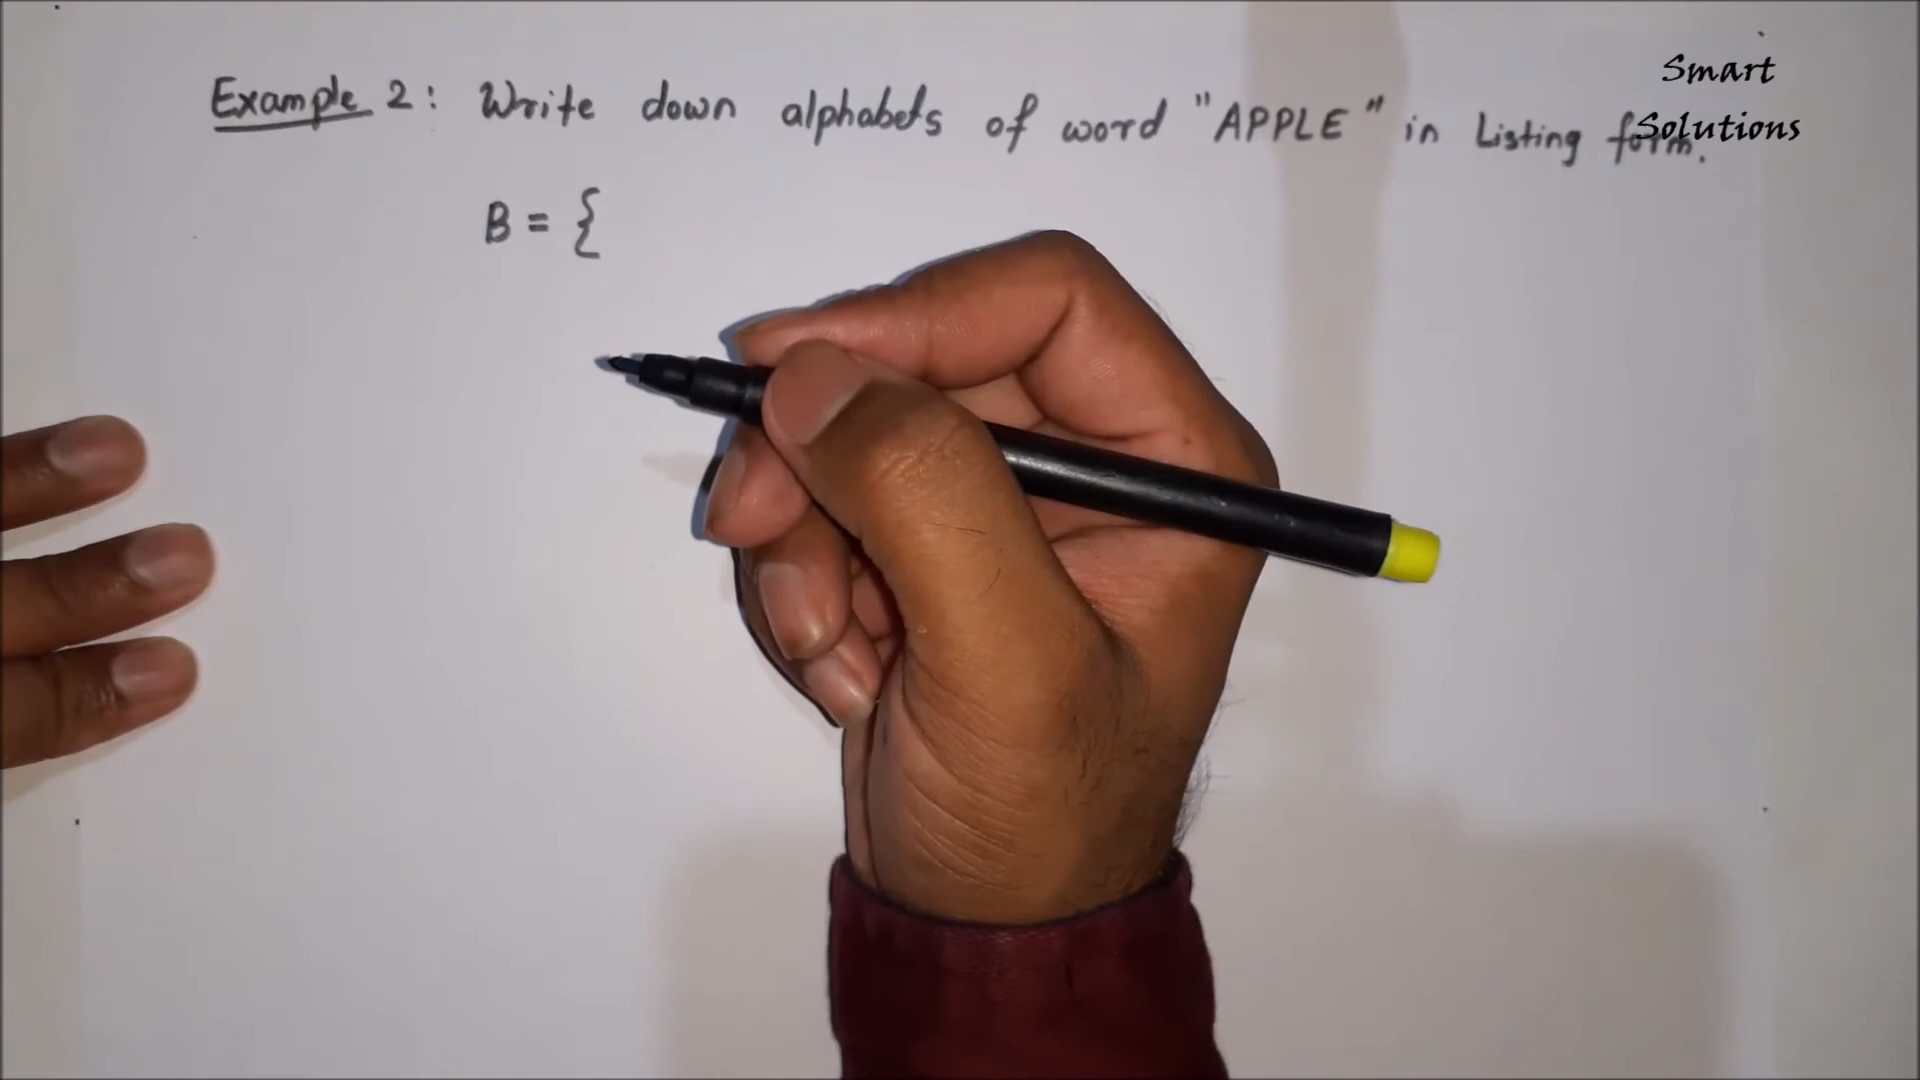 Smart
Solutions
Example 2: Write down alphabets of word "APPLE" in Listing form.
B = {